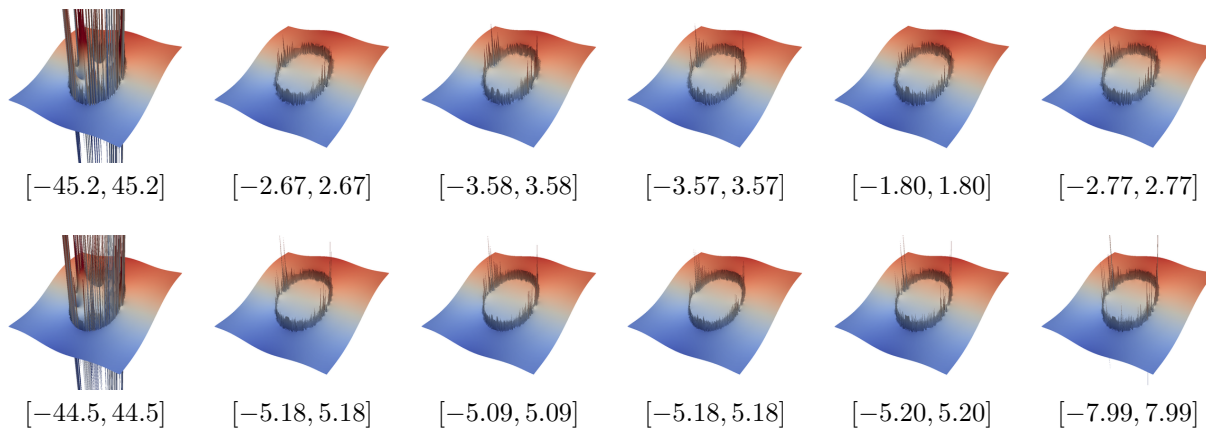 [−45.2, 45.2] [−2.67, 2.67] [−3.58, 3.58] [−3.57, 3.57] [−1.80, 1.80] [−2.77, 2.77]
[−44.5, 44.5] [−5.18, 5.18] [−5.09, 5.09] [−5.18, 5.18] [−5.20, 5.20] [−7.99, 7.99]